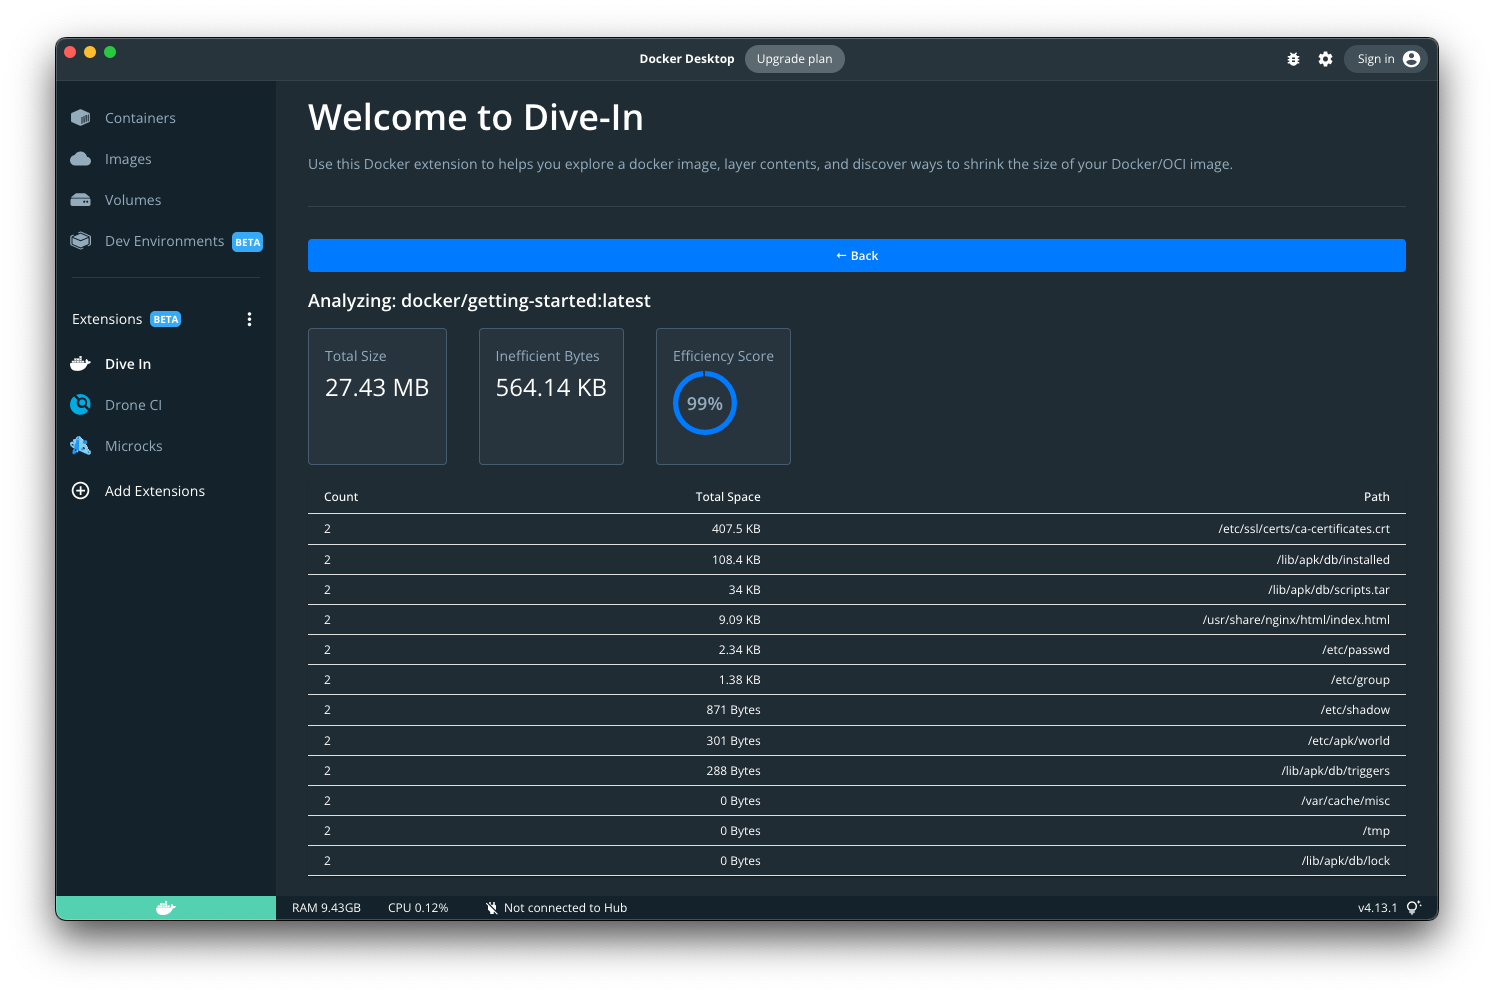 Docker Desktop Upgrade plan Sign in
Containers
Images
Volumes
Dev Environments BETA
Extensions BETA
Dive In
Drone CI
Microcks
Add Extensions
Welcome to Dive-In
Use this Docker extension to helps you explore a docker image, layer contents, and discover ways to shrink the size of your Docker/OCI image.
← Back
Analyzing: docker/getting-started:latest
Total Size Inefficient Bytes Efficiency Score
27.43 MB 564.14 KB 99%
Count Total Space Path
2 407.5 KB /etc/ssl/certs/ca-certificates.crt
2 108.4 KB /lib/apk/db/installed
2 34 KB /lib/apk/db/scripts.tar
2 9.09 KB /usr/share/nginx/html/index.html
2 2.34 KB /etc/passwd
2 1.38 KB /etc/group
2 871 Bytes /etc/shadow
2 301 Bytes /etc/apk/world
2 288 Bytes /lib/apk/db/triggers
2 0 Bytes /var/cache/misc
2 0 Bytes /tmp
2 0 Bytes /lib/apk/db/lock
RAM 9.43GB CPU 0.12% Not connected to Hub v4.13.1